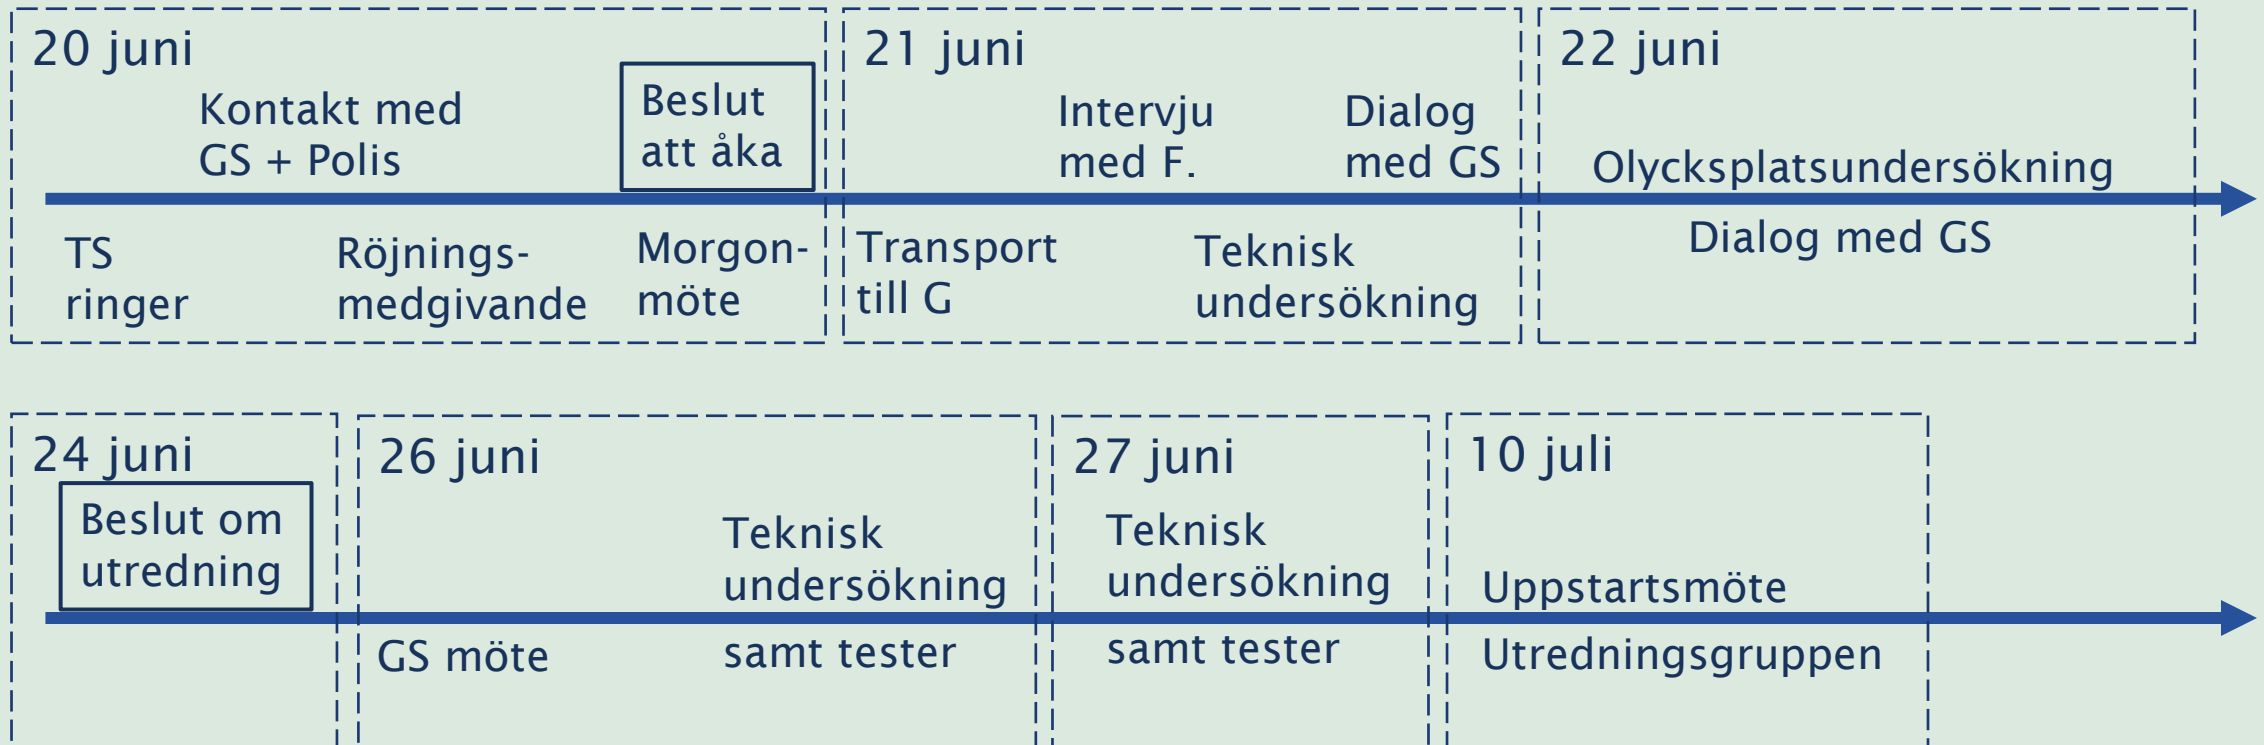 20 juni
Kontakt med
GS + Polis
Beslut
att åka
TS
ringer
Röjnings-
medgivande
Morgon-
möte
21 juni
Intervju
med F.
Dialog
med GS
Transport
till G
Teknisk
undersökning
22 juni
Olycksplatsundersökning
Dialog med GS
24 juni
Beslut om
utredning
26 juni
GS möte
Teknisk
undersökning
samt tester
27 juni
Teknisk
undersökning
samt tester
10 juli
Uppstartsmöte
Utredningsgruppen